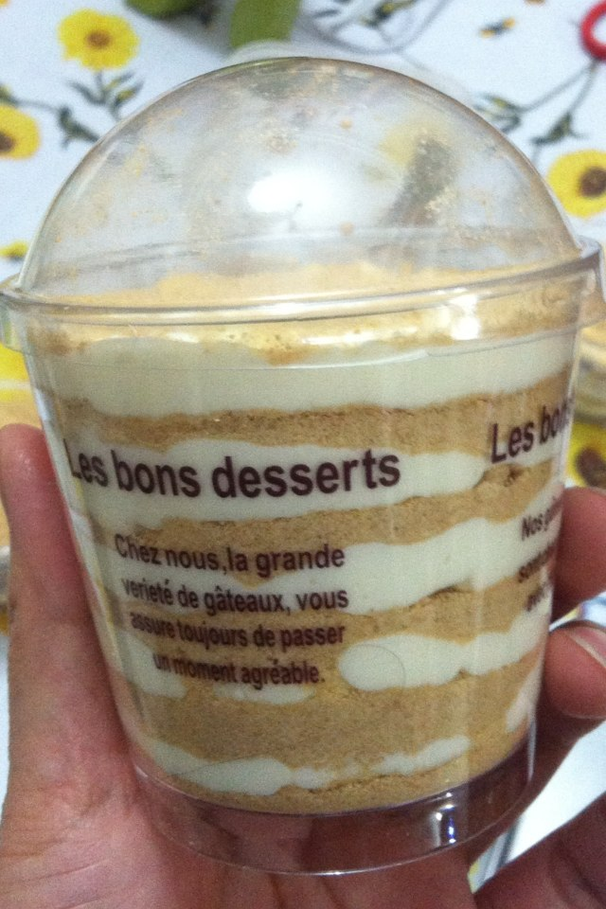 Les bons desserts
Chez nous,la grande
verieté de gâteaux, vous
assure toujours de passer
un moment agréable.
Les bons
Nos